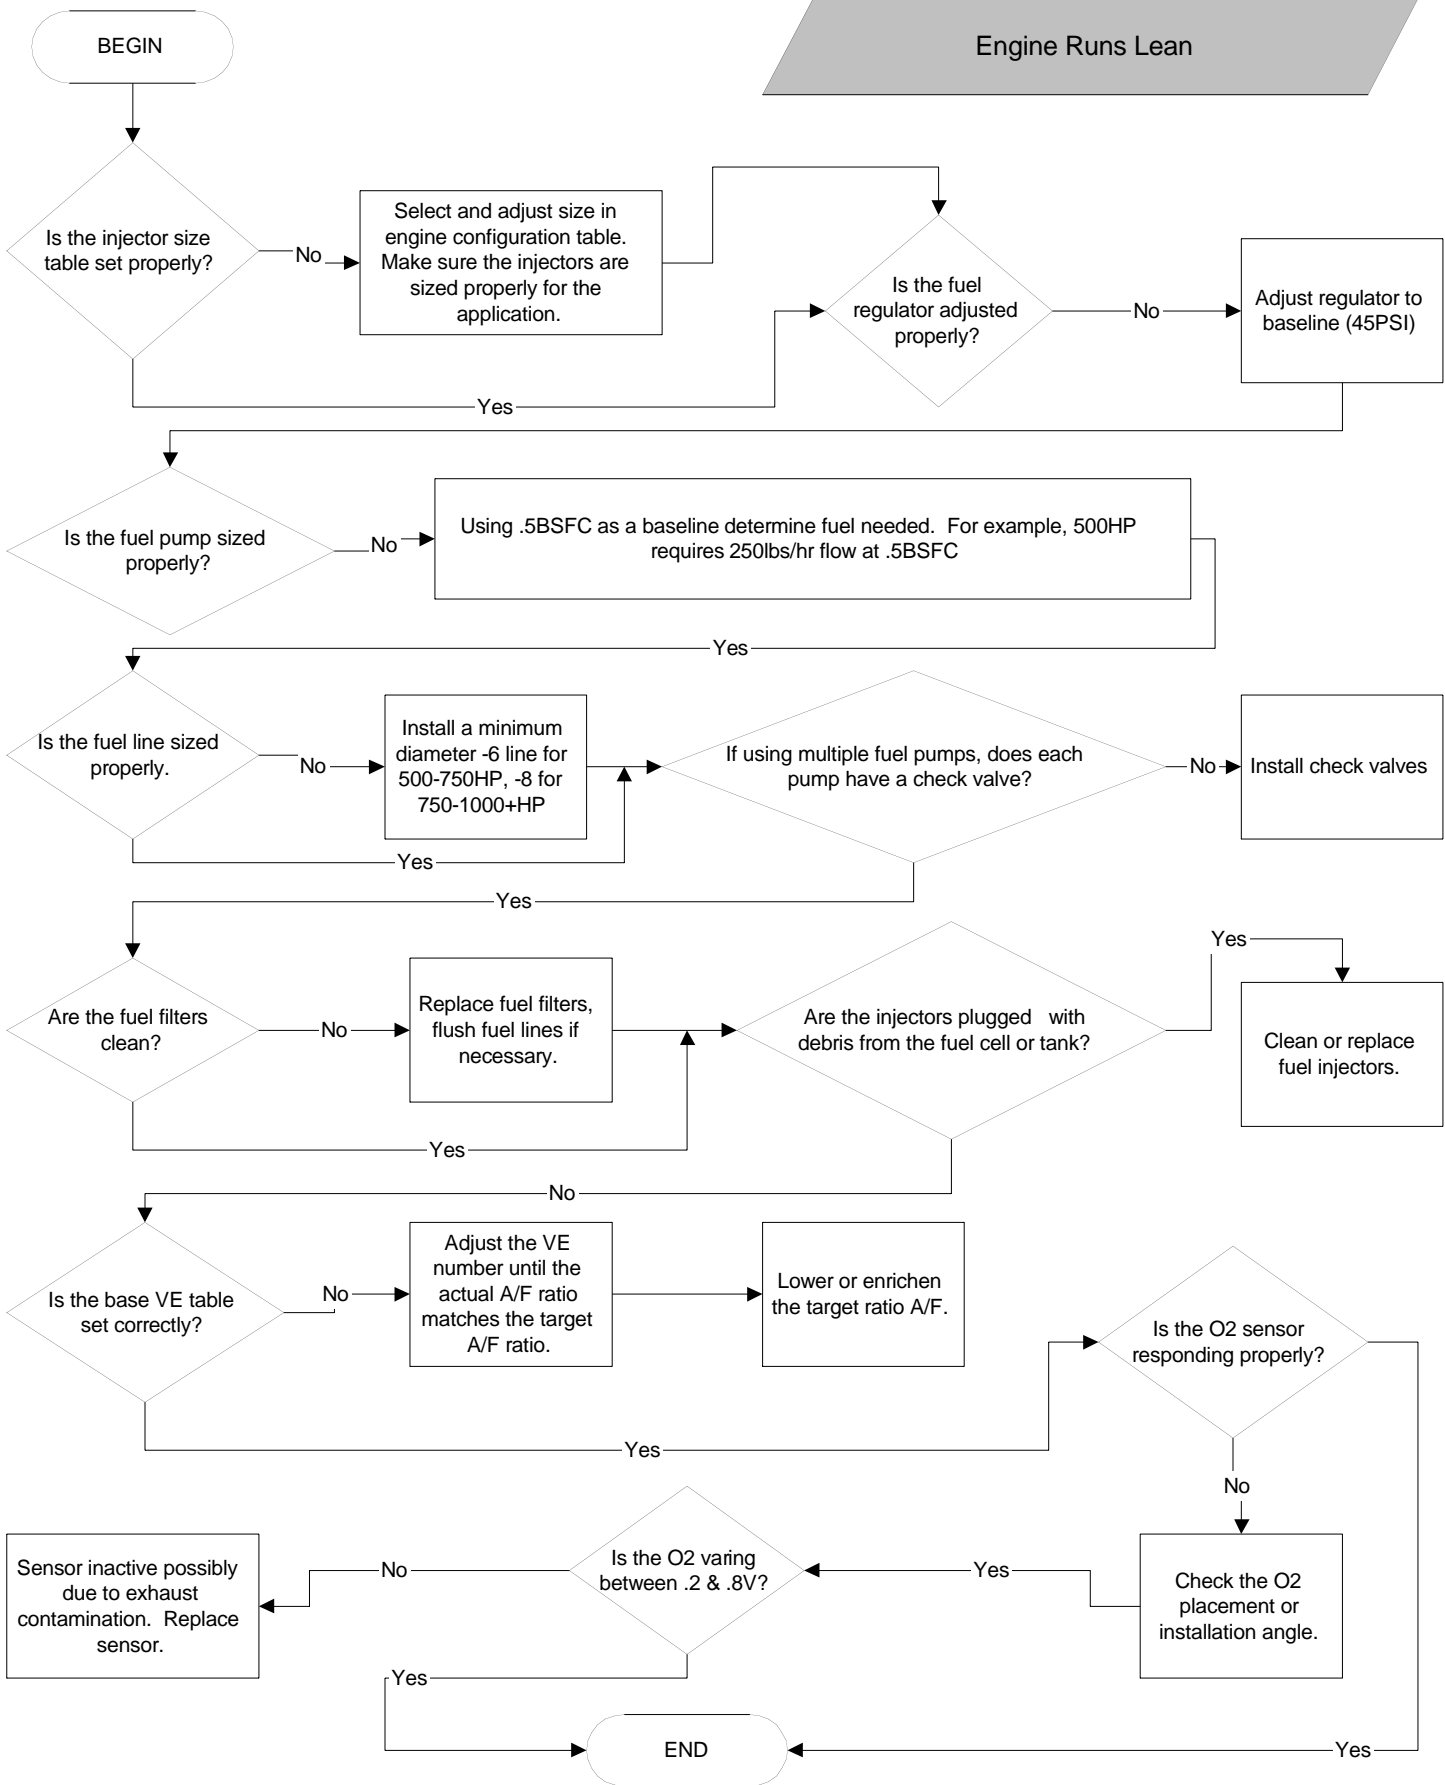 BEGIN
Engine Runs Lean
Is the injector size
table set properly?
No
Select and adjust size in
engine configuration table.
Make sure the injectors are
sized properly for the
application.
Is the fuel
regulator adjusted
properly?
No
Adjust regulator to
baseline (45PSI)
Yes
Is the fuel pump sized
properly?
No
Using .5BSFC as a baseline determine fuel needed. For example, 500HP
requires 250lbs/hr flow at .5BSFC
Yes
Is the fuel line sized
properly.
No
Install a minimum
diameter -6 line for
500-750HP, -8 for
750-1000+HP
If using multiple fuel pumps, does each
pump have a check valve?
No
Install check valves
Yes
Yes
Are the fuel filters
clean?
No
Replace fuel filters,
flush fuel lines if
necessary.
Are the injectors plugged with
debris from the fuel cell or tank?
Yes
Clean or replace
fuel injectors.
Yes
No
Is the base VE table
set correctly?
No
Adjust the VE
number until the
actual A/F ratio
matches the target
A/F ratio.
Lower or enrichen
the target ratio A/F.
Is the O2 sensor
responding properly?
Yes
No
Sensor inactive possibly
due to exhaust
contamination. Replace
sensor.
No
Is the O2 varing
between .2 & .8V?
Yes
Check the O2
placement or
installation angle.
Yes
END
Yes